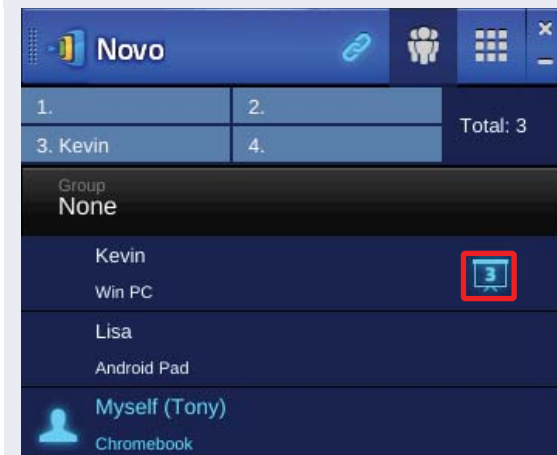 Novo
1. 2. Total: 3
3. Kevin 4.
Group
None
Kevin
3
Win PC
Lisa
Android Pad
Myself (Tony)
Chromebook